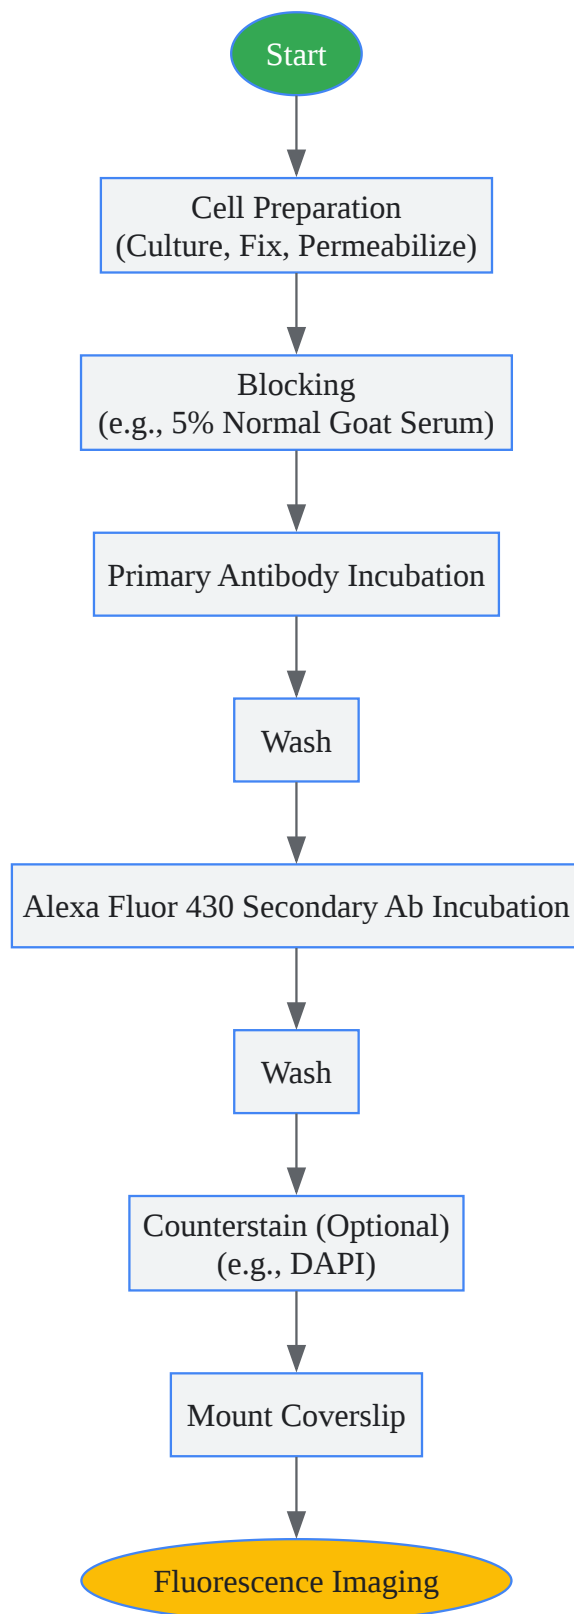 Start
Cell Preparation
(Culture, Fix, Permeabilize)
Blocking
(e.g., 5% Normal Goat Serum)
Primary Antibody Incubation
Wash
Alexa Fluor 430 Secondary Ab Incubation
Wash
Counterstain (Optional)
(e.g., DAPI)
Mount Coverslip
Fluorescence Imaging